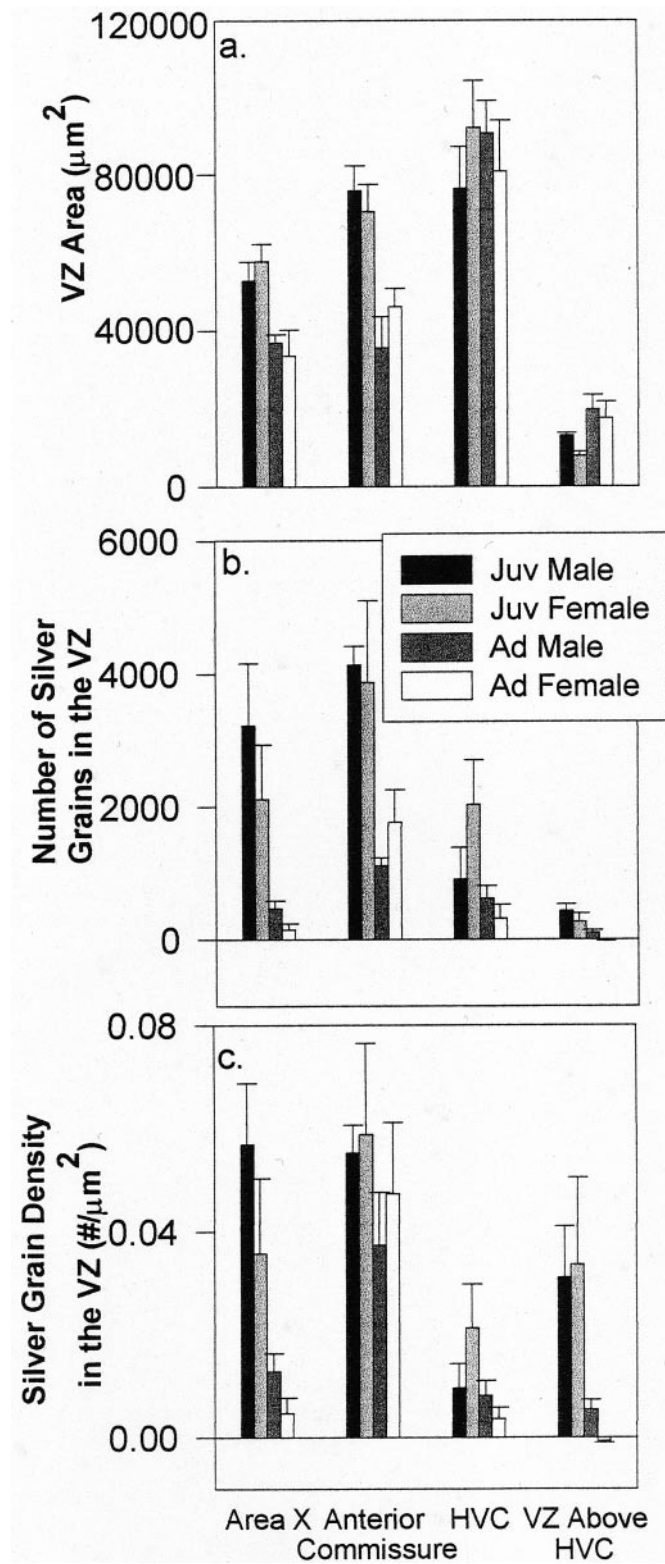 120000
a.
80000
40000
0
VZ Area (µm²)
6000
b.
4000
2000
0
Number of Silver
Grains in the VZ
Juv Male
Juv Female
Ad Male
Ad Female
0.08
c.
0.04
0.00
Silver Grain Density
in the VZ (#/µm²)
Area X Anterior HVC VZ Above
Commissure HVC